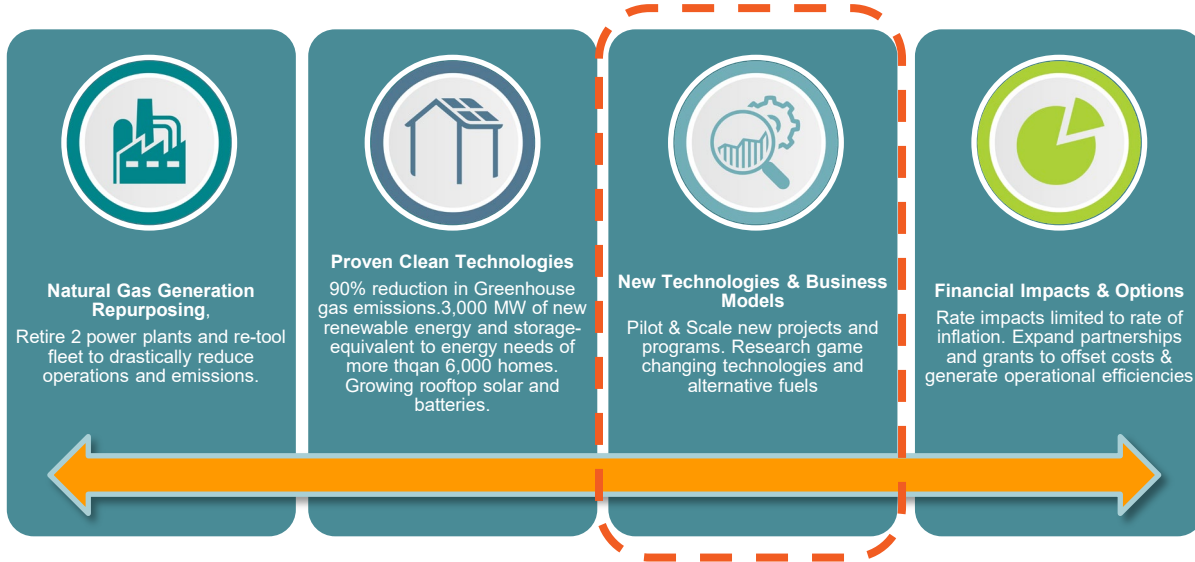 Natural Gas Generation
Repurposing,
Retire 2 power plants and re-tool
fleet to drastically reduce
operations and emissions.
Proven Clean Technologies
90% reduction in Greenhouse
gas emissions.3,000 MW of new
renewable energy and storage-
equivalent to energy needs of
more thqan 6,000 homes.
Growing rooftop solar and
batteries.
New Technologies & Business
Models
Pilot & Scale new projects and
programs. Research game
changing technologies and
alternative fuels
Financial Impacts & Options
Rate impacts limited to rate of
inflation. Expand partnerships
and grants to offset costs &
generate operational efficiencies